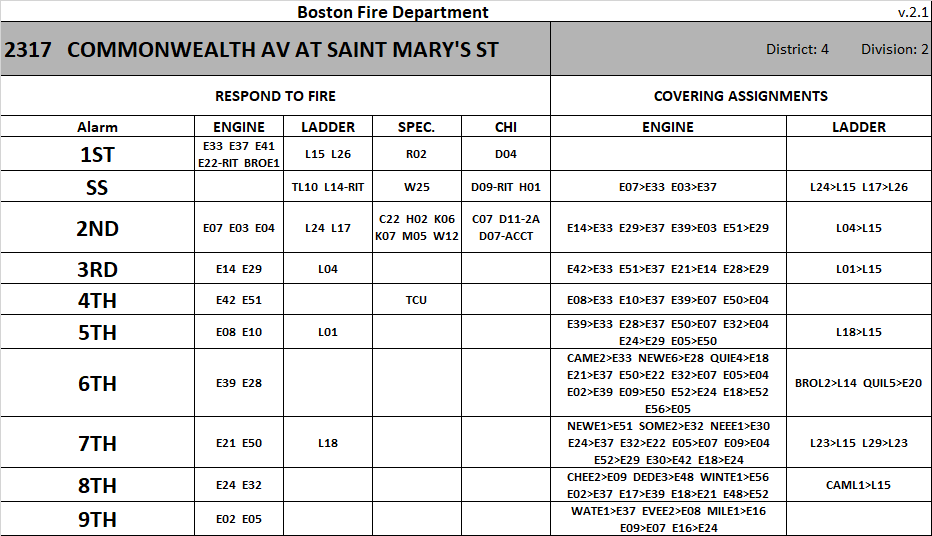 Boston Fire Department v.2.1
2317 COMMONWEALTH AV AT SAINT MARY'S ST District: 4 Division: 2
RESPOND TO FIRE COVERING ASSIGNMENTS
Alarm ENGINE LADDER SPEC. CHI ENGINE LADDER
1ST E33 E37 E41 L15 L26 R02 D04
E22-RIT BROE1
SS TL10 L14-RIT W25 D09-RIT H01 E07>E33 E03>E37 L24>L15 L17>L26
2ND E07 E03 E04 L24 L17 C22 H02 K06 C07 D11-2A E14>E33 E29>E37 E39>E03 E51>E29 L04>L15
K07 M05 W12 D07-ACCT
3RD E14 E29 L04 E42>E33 E51>E37 E21>E14 E28>E29 L01>L15
4TH E42 E51 TCU E08>E33 E10>E37 E39>E07 E50>E04
5TH E08 E10 L01 E39>E33 E28>E37 E50>E07 E32>E04 L18>L15
E24>E29 E05>E50
6TH E39 E28 CAME2>E33 NEWE6>E28 QUIE4>E18 BROL2>L14 QUIL5>E20
E21>E37 E50>E22 E32>E07 E05>E04
E02>E39 E09>E50 E52>E24 E18>E52
E56>E05
7TH E21 E50 L18 NEWE1>E51 SOME2>E32 NEEE1>E30 L23>L15 L29>L23
E24>E37 E32>E22 E05>E07 E09>E04
E52>E29 E30>E42 E18>E24
8TH E24 E32 CHEE2>E09 DEDE3>E48 WINTE1>E56 CAML1>L15
E02>E37 E17>E39 E18>E21 E48>E52
9TH E02 E05 WATE1>E37 EVEE2>E08 MILE1>E16
E09>E07 E16>E24